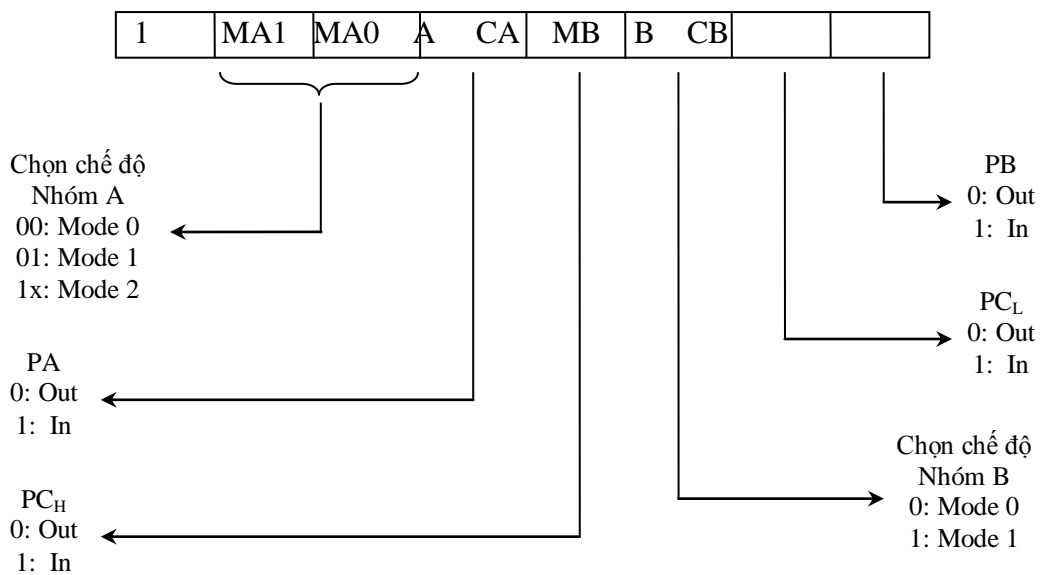 1 MA1 MA0 A CA MB B CB
Chọn chế độ
Nhóm A
00: Mode 0
01: Mode 1
1x: Mode 2
PA
0: Out
1: In
PCH
0: Out
1: In
PB
0: Out
1: In
PCL
0: Out
1: In
Chọn chế độ
Nhóm B
0: Mode 0
1: Mode 1